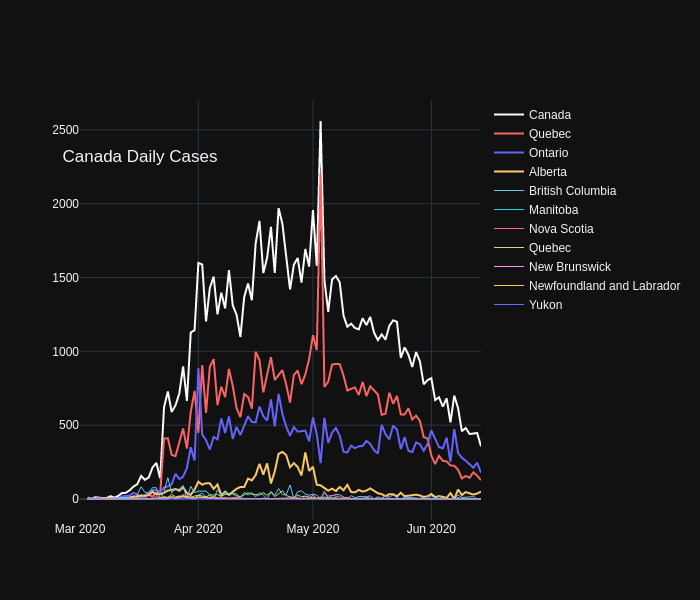 Canada Daily Cases
2500
2000
1500
1000
500
0
Mar 2020
Apr 2020
May 2020
Jun 2020
Canada
Quebec
Ontario
Alberta
British Columbia
Manitoba
Nova Scotia
Quebec
New Brunswick
Newfoundland and Labrador
Yukon